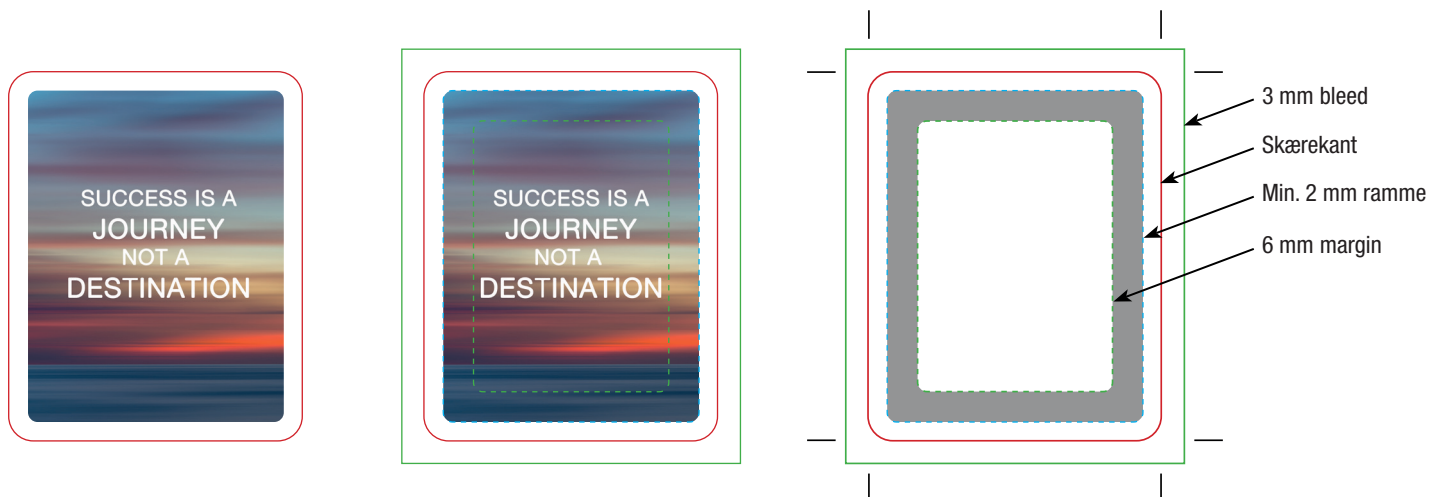 SUCCESS IS A
JOURNEY
NOT A
DESTINATION
SUCCESS IS A
JOURNEY
NOT A
DESTINATION
3 mm bleed
Skærekant
Min. 2 mm ramme
6 mm margin